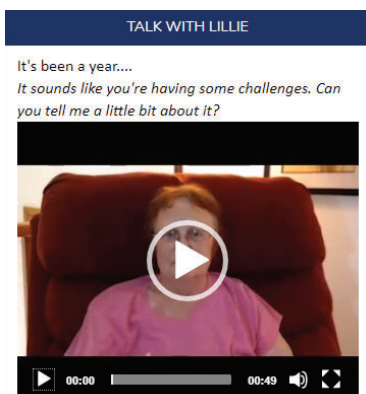 TALK WITH LILLIE
It's been a year....
It sounds like you're having some challenges. Can
you tell me a little bit about it?
00:00 00:49